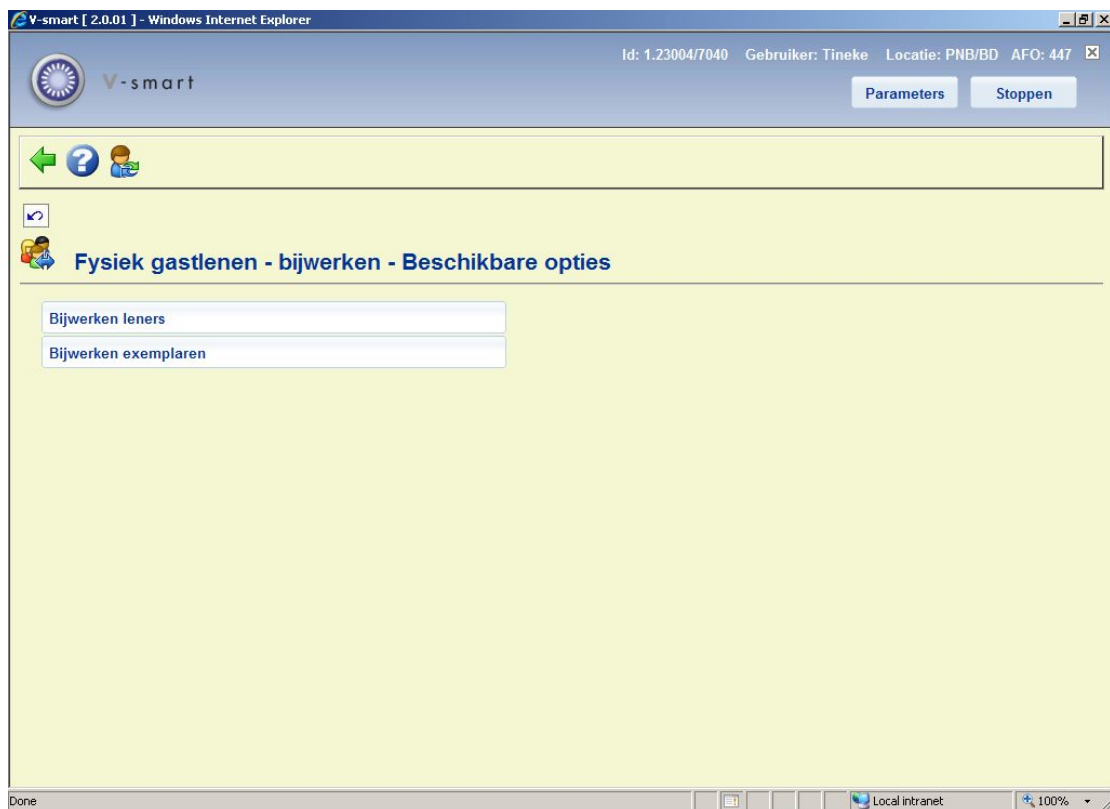 V-smart [ 2.0.01 ] - Windows Internet Explorer
Id: 1.23004/7040 Gebruiker: Tineke Locatie: PNB/BD AFO: 447
V-smart
Parameters Stoppen
Fysiek gastlenen - bijwerken - Beschikbare opties
Bijwerken leners
Bijwerken exemplaren
Done Local intranet 100%